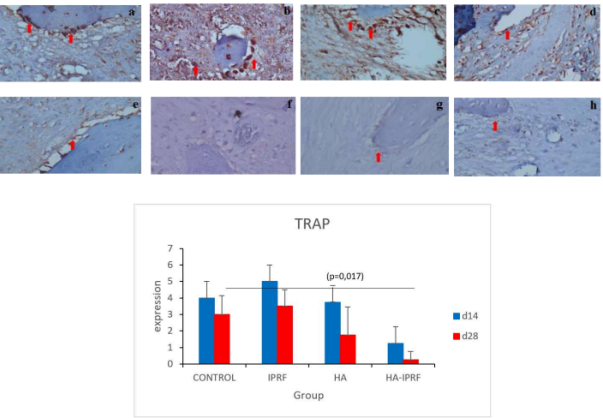 a
b
d
e
f
g
h
TRAP
7
6
5
4
3
2
1
0
expression
(p=0,017)
CONTROL
IPRF
HA
HA-IPRF
Group
d14
d28